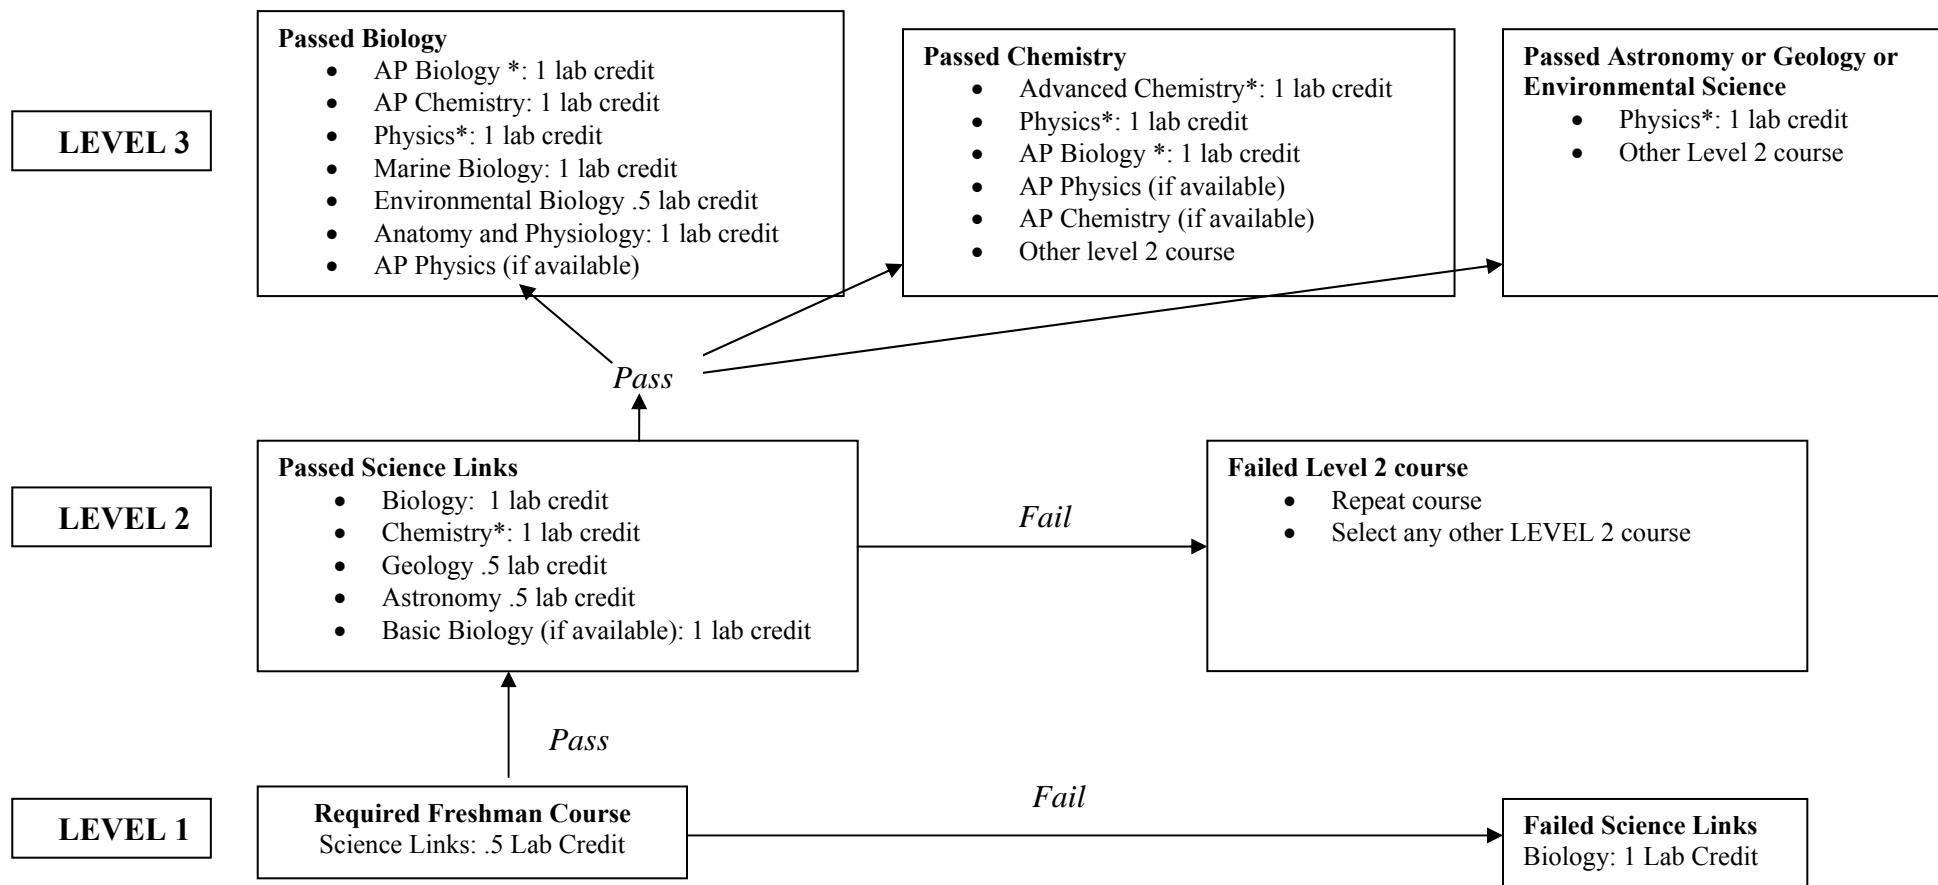 LEVEL 3
Passed Biology
• AP Biology *: 1 lab credit
• AP Chemistry: 1 lab credit
• Physics*: 1 lab credit
• Marine Biology: 1 lab credit
• Environmental Biology .5 lab credit
• Anatomy and Physiology: 1 lab credit
• AP Physics (if available)
Passed Chemistry
• Advanced Chemistry*: 1 lab credit
• Physics*: 1 lab credit
• AP Biology *: 1 lab credit
• AP Physics (if available)
• AP Chemistry (if available)
• Other level 2 course
Passed Astronomy or Geology or
Environmental Science
• Physics*: 1 lab credit
• Other Level 2 course
Pass
LEVEL 2
Passed Science Links
• Biology:  1 lab credit
• Chemistry*: 1 lab credit
• Geology .5 lab credit
• Astronomy .5 lab credit
• Basic Biology (if available): 1 lab credit
Fail
Failed Level 2 course
• Repeat course
• Select any other LEVEL 2 course
Pass
LEVEL 1
Required Freshman Course
Science Links: .5 Lab Credit
Fail
Failed Science Links
Biology: 1 Lab Credit